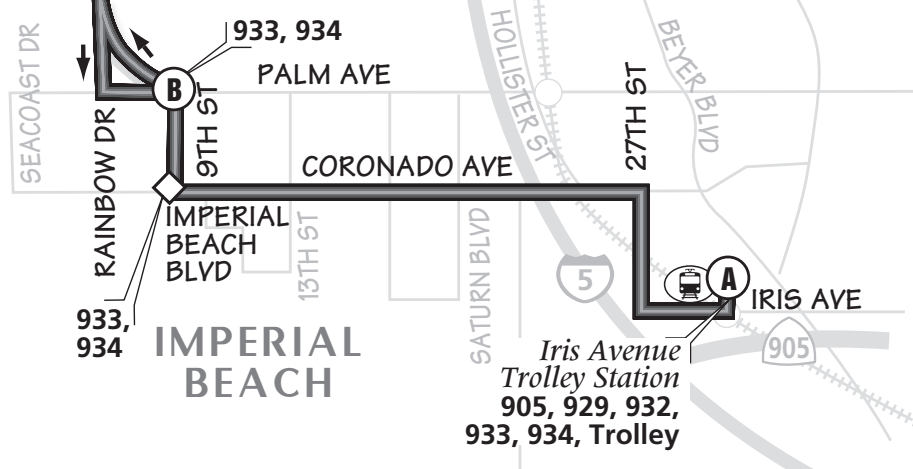 933, 934
SEACOAST DR
PALM AVE
HOLLISTER ST
BEYER BLVD
B
27TH ST
9TH ST
RAINBOW DR
CORONADO AVE
IMPERIAL
BEACH
BLVD
13TH ST
SATURN BLVD
5
A
IRIS AVE
933,
934
IMPERIAL
BEACH
Iris Avenue
Trolley Station
905, 929, 932,
933, 934, Trolley
905